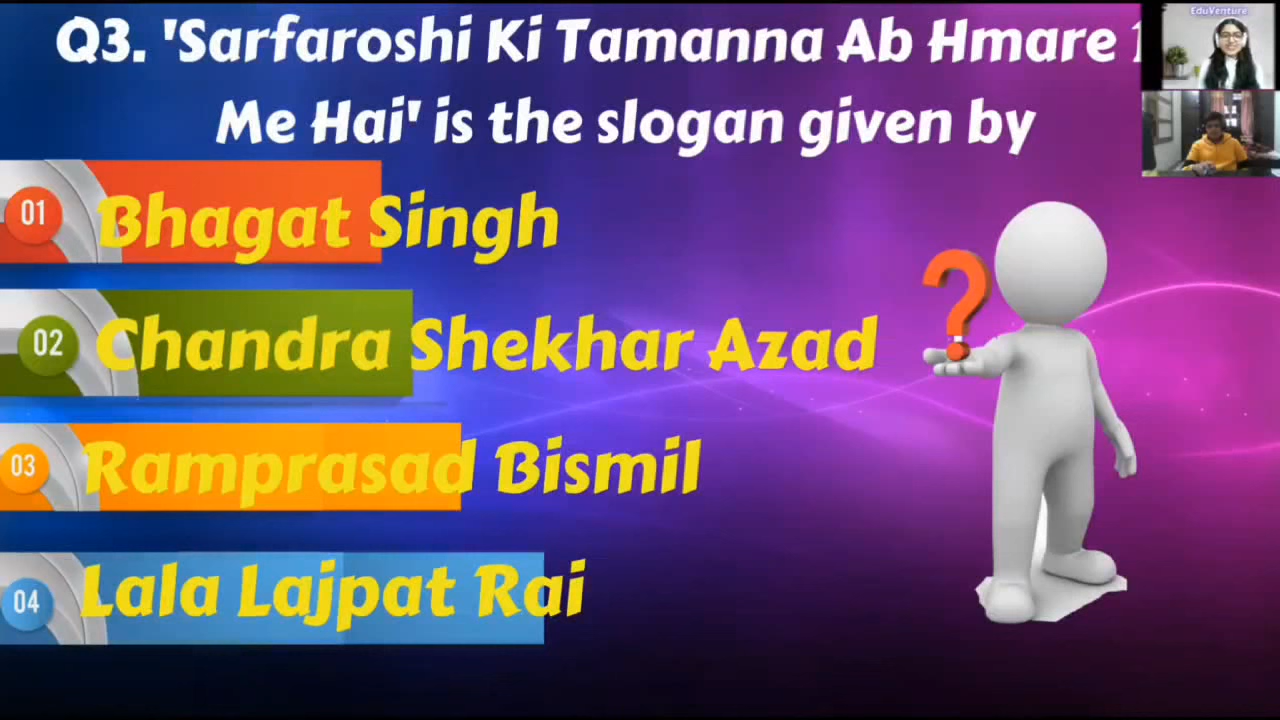 EduVenture
Q3. 'Sarfaroshi Ki Tamanna Ab Hmare
Me Hai' is the slogan given by
01 Bhagat Singh
02 Chandra Shekhar Azad
03 Ramprasad Bismil
04 Lala Lajpat Rai